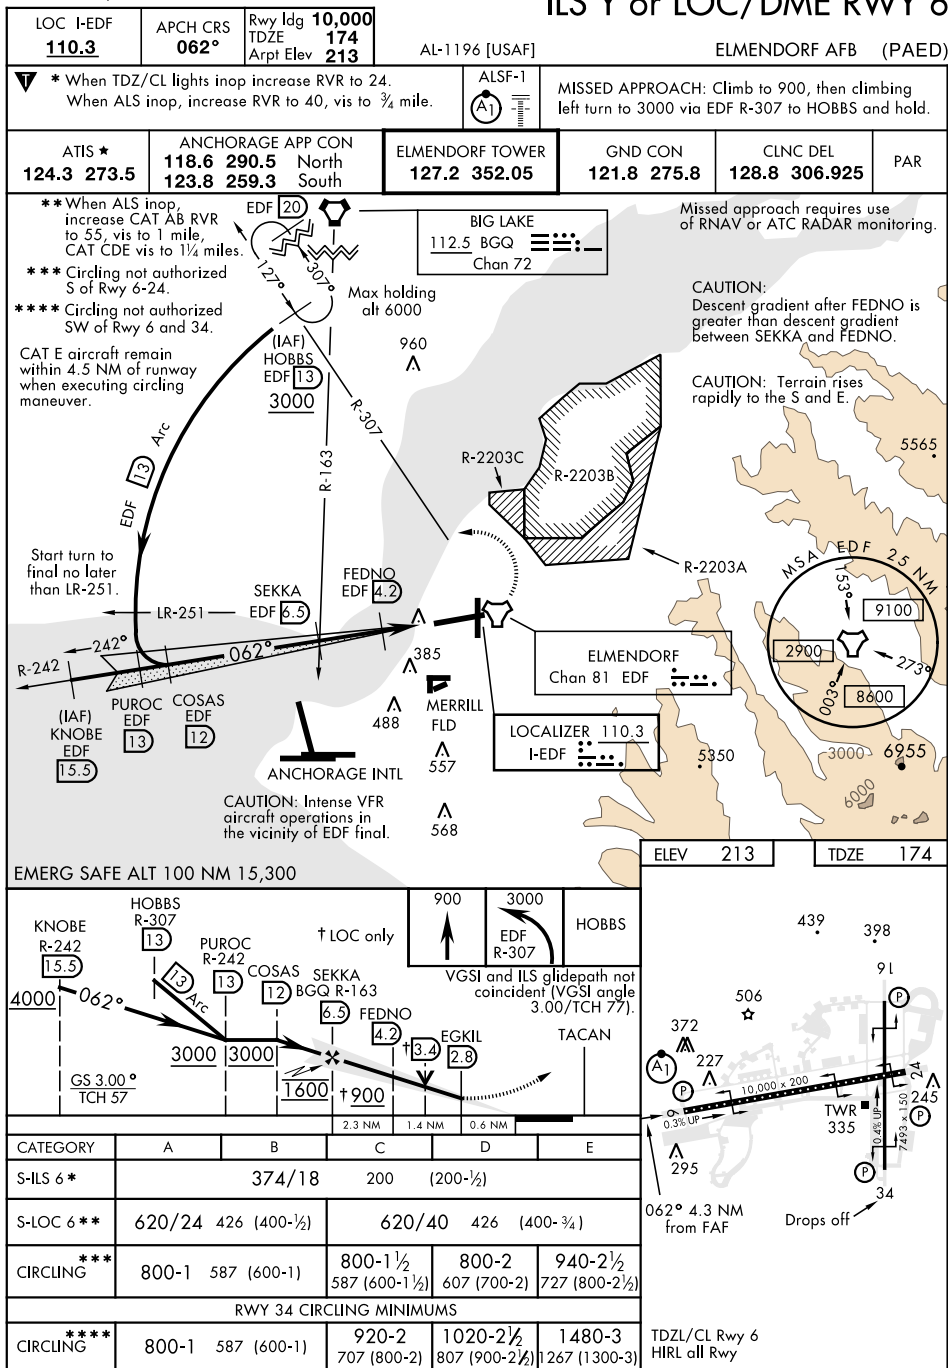 ILS Y or LOC/DME RWY 6
LOC I-EDF
110.3
APCH CRS
062°
Rwy ldg 10,000
TDZE 174
Arpt Elev 213
AL-1196 [USAF]
ELMENDORF AFB (PAED)
T
* When TDZ/CL lights inop increase RVR to 24.
When ALS inop, increase RVR to 40, vis to ¾ mile.
ALSF-1
A1
MISSED APPROACH: Climb to 900, then climbing
left turn to 3000 via EDF R-307 to HOBBS and hold.
ATIS ★
124.3 273.5
ANCHORAGE APP CON
118.6 290.5 North
123.8 259.3 South
ELMENDORF TOWER
127.2 352.05
GND CON
121.8 275.8
CLNC DEL
128.8 306.925
PAR
** When ALS inop,
increase CAT AB RVR
to 55, vis to 1 mile,
CAT CDE vis to 1¼ miles.
*** Circling not authorized
S of Rwy 6-24.
**** Circling not authorized
SW of Rwy 6 and 34.
CAT E aircraft remain
within 4.5 NM of runway
when executing circling
maneuver.
EDF 20
127°
307°
BIG LAKE
112.5 BGQ
Chan 72
Max holding
alt 6000
Missed approach requires use
of RNAV or ATC RADAR monitoring.
CAUTION:
Descent gradient after FEDNO is
greater than descent gradient
between SEKKA and FEDNO.
CAUTION: Terrain rises
rapidly to the S and E.
(IAF)
HOBBS
EDF 13
3000
960
R-307
R-163
EDF 13 Arc
R-2203C
R-2203B
R-2203A
5565
Start turn to
final no later
than LR-251.
LR-251
SEKKA
EDF 6.5
FEDNO
EDF 4.2
R-242
242°
062°
(IAF)
KNOBE
EDF
15.5
PUROC
EDF
13
COSAS
EDF
12
385
488
MERRILL
FLD
557
568
ANCHORAGE INTL
CAUTION: Intense VFR
aircraft operations in
the vicinity of EDF final.
ELMENDORF
Chan 81 EDF
LOCALIZER 110.3
I-EDF
MSA EDF 25 NM
153°
9100
2900
273°
003°
8600
5350
3000
6955
6000
EMERG SAFE ALT 100 NM 15,300
ELEV 213
TDZE 174
KNOBE
R-242
15.5
HOBBS
R-307
13
PUROC
R-242
13
COSAS
12
SEKKA
BGQ R-163
6.5
FEDNO
4.2
† 3.4
EGKIL
2.8
TACAN
† LOC only
900
3000
EDF
R-307
HOBBS
VGSI and ILS glidepath not
coincident (VGSI angle
3.00/TCH 77).
4000
062°
13 Arc
3000
3000
1600
† 900
GS 3.00°
TCH 57
2.3 NM
1.4 NM
0.6 NM
CATEGORY A B C D E
S-ILS 6 * 374/18 200 (200-½)
S-LOC 6 ** 620/24 426 (400-½) 620/40 426 (400-¾)
CIRCLING *** 800-1 587 (600-1) 800-1½ 587 (600-1½) 800-2 607 (700-2) 940-2½ 727 (800-2½)
RWY 34 CIRCLING MINIMUMS
CIRCLING **** 800-1 587 (600-1) 920-2 707 (800-2) 1020-2½ 807 (900-2½) 1480-3 1267 (1300-3)
439
398
16
P
506
372
A1
227
P
10,000 x 200
24
245
P
6
0.3% UP
TWR
335
0.4% UP
7493 x 150
295
P
34
062° 4.3 NM
from FAF
Drops off
TDZL/CL Rwy 6
HIRL all Rwy